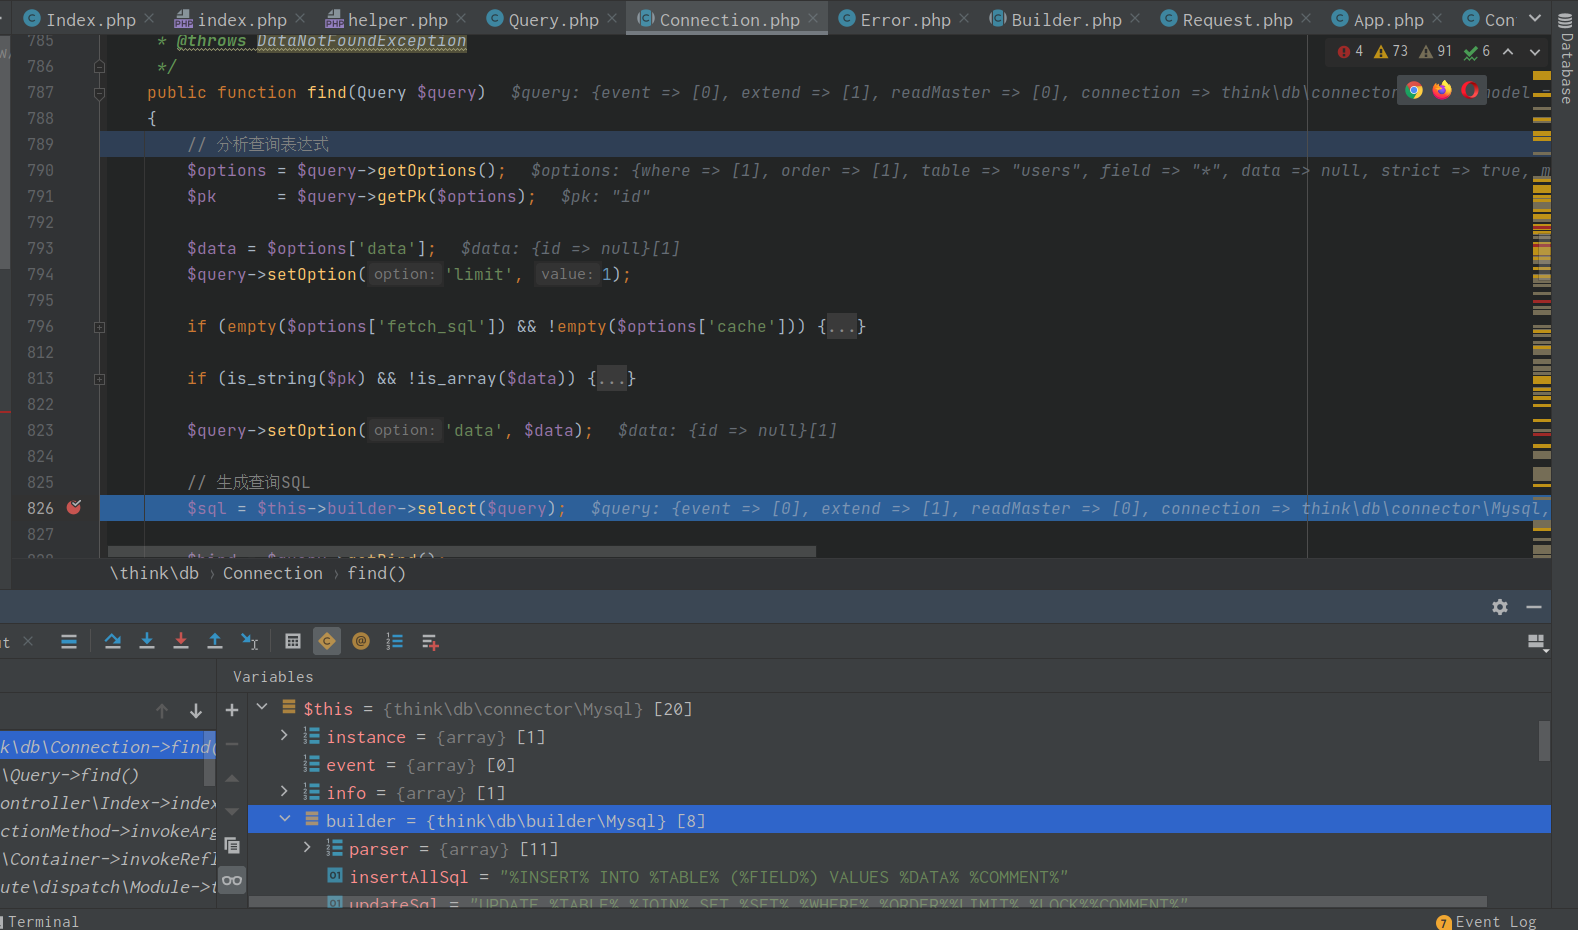 Index.php index.php helper.php Query.php Connection.php Error.php Builder.php Request.php App.php Con
785 * @throws DataNotFoundException
4 73 91 6
786 */
787 public function find(Query $query) $query: {event => [0], extend => [1], readMaster => [0], connection => think\db\connector model
788 {
789 // 分析查询表达式
790 $options = $query->getOptions(); $options: {where => [1], order => [1], table => "users", field => "*", data => null, strict => true, m
791 $pk = $query->getPk($options); $pk: "id"
792
793 $data = $options['data']; $data: {id => null}[1]
794 $query->setOption( option: 'limit', value: 1);
795
796 if (empty($options['fetch_sql']) && !empty($options['cache'])) {...}
812
813 if (is_string($pk) && !is_array($data)) {...}
822
823 $query->setOption( option: 'data', $data); $data: {id => null}[1]
824
825 // 生成查询SQL
826 $sql = $this->builder->select($query); $query: {event => [0], extend => [1], readMaster => [0], connection => think\db\connector\Mysql,
827
828 $bind = $query->getBind();
\think\db › Connection › find()
Database
Variables
k\db\Connection->find(
\Query->find()
ontroller\Index->index
ctionMethod->invokeArg
\Container->invokeRefl
ute\dispatch\Module->t
$this = {think\db\connector\Mysql} [20]
instance = {array} [1]
event = {array} [0]
info = {array} [1]
builder = {think\db\builder\Mysql} [8]
parser = {array} [11]
insertAllSql = "%INSERT% INTO %TABLE% (%FIELD%) VALUES %DATA% %COMMENT%"
updateSql = "UPDATE %TABLE% %JOIN% SET %SET% %WHERE% %ORDER%%LIMIT% %LOCK%%COMMENT%"
Terminal
7 Event Log